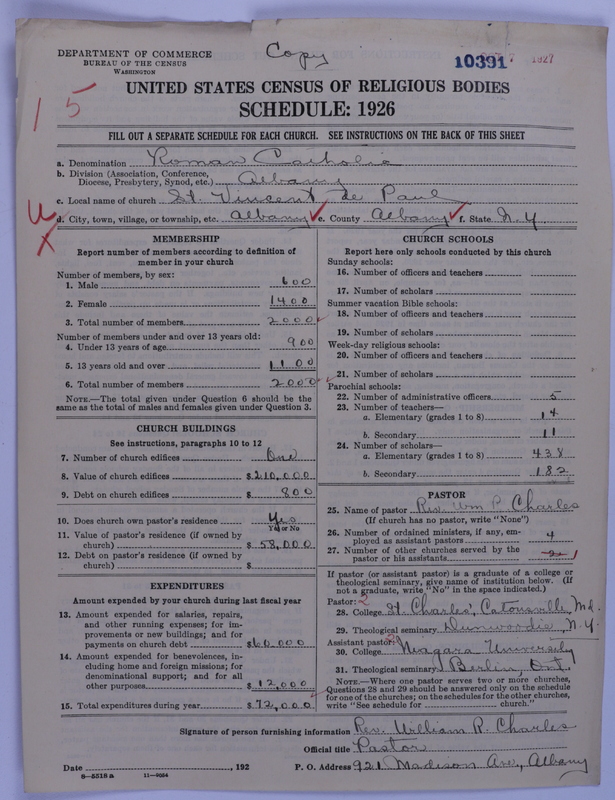 DEPARTMENT OF COMMERCE
BUREAU OF THE CENSUS
WASHINGTON
Copy
10391
1927
15
UNITED STATES CENSUS OF RELIGIOUS BODIES
SCHEDULE: 1926
FILL OUT A SEPARATE SCHEDULE FOR EACH CHURCH. SEE INSTRUCTIONS ON THE BACK OF THIS SHEET
a. Denomination Roman Catholic
b. Division (Association, Conference, Diocese, Presbytery, Synod, etc.) Albany
c. Local name of church St. Vincent de Paul
d. City, town, village, or township, etc. Albany e. County Albany f. State N.Y
MEMBERSHIP
Report number of members according to definition of
member in your church
Number of members, by sex:
1. Male 600
2. Female 1400
3. Total number of members 2000
Number of members under and over 13 years old:
4. Under 13 years of age 900
5. 13 years old and over 1100
6. Total number of members 2000
NOTE.—The total given under Question 6 should be
same as the total of males and females given under Question 3.
CHURCH BUILDINGS
See instructions, paragraphs 10 to 12
7. Number of church edifices One
8. Value of church edifices $210,000
9. Debt on church edifices $ 800
10. Does church own pastor's residence Yes
Yes or No
11. Value of pastor's residence (if owned by
church) $ 58,000
12. Debt on pastor's residence (if owned by
church) $
EXPENDITURES
Amount expended by your church during last fiscal year
13. Amount expended for salaries, repairs,
and other running expenses; for im-
provements or new buildings; and for
payments on church debt $60,000
14. Amount expended for benevolences, in-
cluding home and foreign missions; for
denominational support; and for all
other purposes $ 12,000
15. Total expenditures during year $ 72,000
CHURCH SCHOOLS
Report here only schools conducted by this church
Sunday schools:
16. Number of officers and teachers
17. Number of scholars
Summer vacation Bible schools:
18. Number of officers and teachers
19. Number of scholars
Week-day religious schools:
20. Number of officers and teachers
21. Number of scholars
Parochial schools:
22. Number of administrative officers 5
23. Number of teachers—
a. Elementary (grades 1 to 8) 14
b. Secondary 11
24. Number of scholars—
a. Elementary (grades 1 to 8) 438
b. Secondary 182
PASTOR
25. Name of pastor Rev. Wm R. Charles
(If church has no pastor, write "None")
26. Number of ordained ministers, if any, em-
ployed as assistant pastors 4
27. Number of other churches served by the
pastor or his assistants 1
If pastor (or assistant pastor) is a graduate of a college or
theological seminary, give name of institution below. (If
not a graduate, write "No" in the space indicated.)
Pastor: 2
28. College St Charles', Catonsville, Md.
29. Theological seminary Dunwoodie, N.Y.
Assistant pastor:
30. College Niagara University
31. Theological seminary Berlin, Ont.
NOTE.—Where one pastor serves two or more churches,
Questions 28 and 29 should be answered only on the schedule
for one of the churches; on the schedules for the other churches,
write "See schedule for church."
Signature of person furnishing information Rev. William R. Charles
Official title Pastor
Date , 192 P. O. Address 921 Madison Ave, Albany
8-5518 a 11-9054